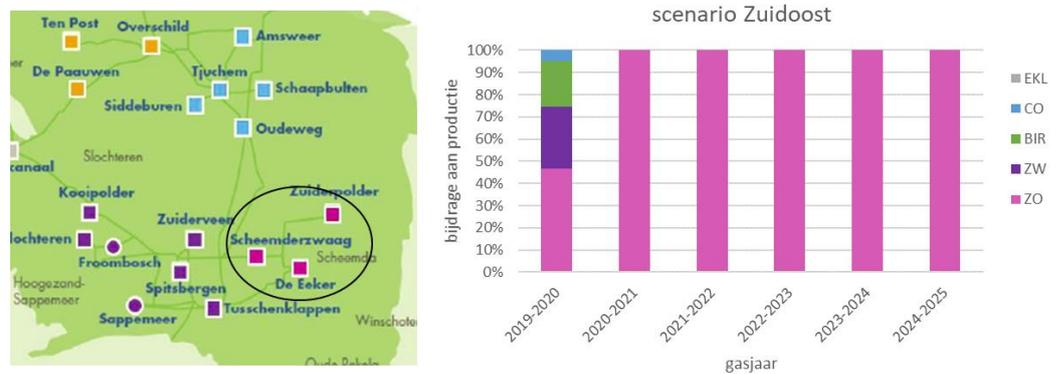 Ten Post
Overschild
Amsweer
De Paauwen
Tjuchem
Schaapbulten
Siddeburen
Oudeweg
Slochteren
Kooipolder
Zuiderpolder
Zuiderveen
Scheemderzwaag
Froombosch
Scheemda
Spitsbergen
De Eeker
Hoogezand-
Sappemeer
Sappemeer
Tusschenklappen
scenario Zuidoost
bijdrage aan productie
100%
90%
80%
70%
60%
50%
40%
30%
20%
10%
0%
2019-2020
2020-2021
2021-2022
2022-2023
2023-2024
2024-2025
gasjaar
EKL
CO
BIR
ZW
ZO